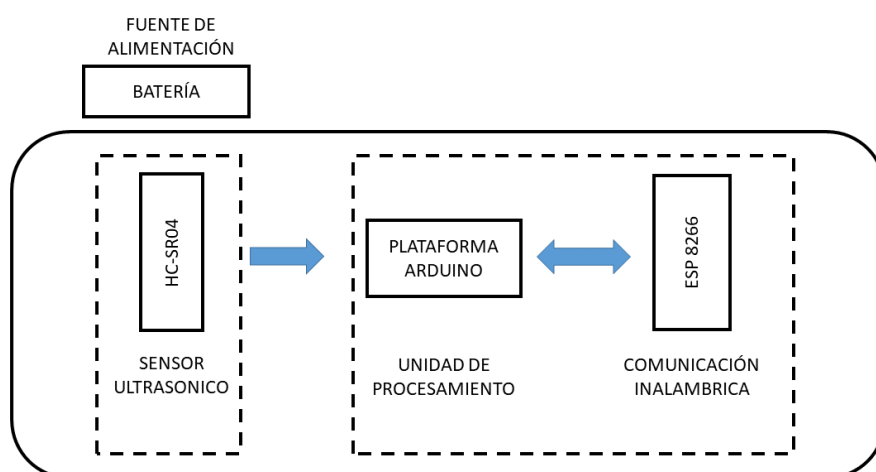 FUENTE DE
ALIMENTACIÓN
BATERÍA
HC-SR04
SENSOR
ULTRASONICO
PLATAFORMA
ARDUINO
UNIDAD DE
PROCESAMIENTO
ESP 8266
COMUNICACIÓN
INALAMBRICA